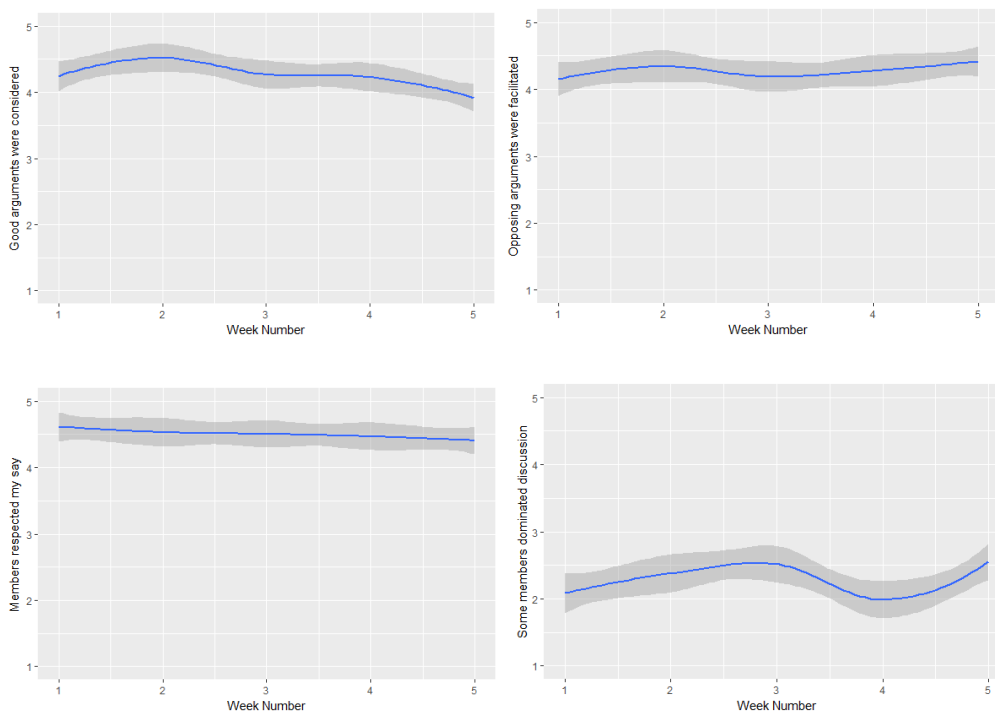 Good arguments were considered
5
4
3
2
1
1 2 3 4 5
Week Number
Opposing arguments were facilitated
5
4
3
2
1
1 2 3 4 5
Week Number
Members respected my say
5
4
3
2
1
1 2 3 4 5
Week Number
Some members dominated discussion
5
4
3
2
1
1 2 3 4 5
Week Number